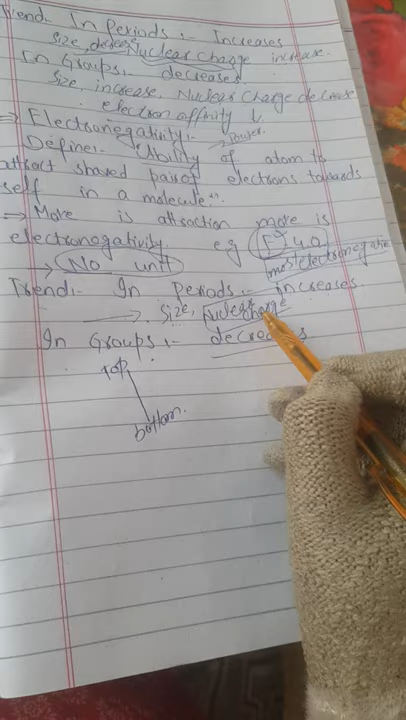 Trend. In Periods :- Increases
Size, decreas Nuclear Charge increase.
In Groups:- decreases
Size, increase, Nuclear Charge decrease
electron affinity ↓
=> Electronegativity:-
Power.
Define:- Ability of atom to
attract shared pair of electrons towards
self in a molecule".
=> More is attraction more is
electronegativity. e.g (F) 4.0
most electronegative
→ No unit
Trend:- In Periods:- increases.
→ Size, Nuclear charge
In Groups :- decreases
top
bottom.